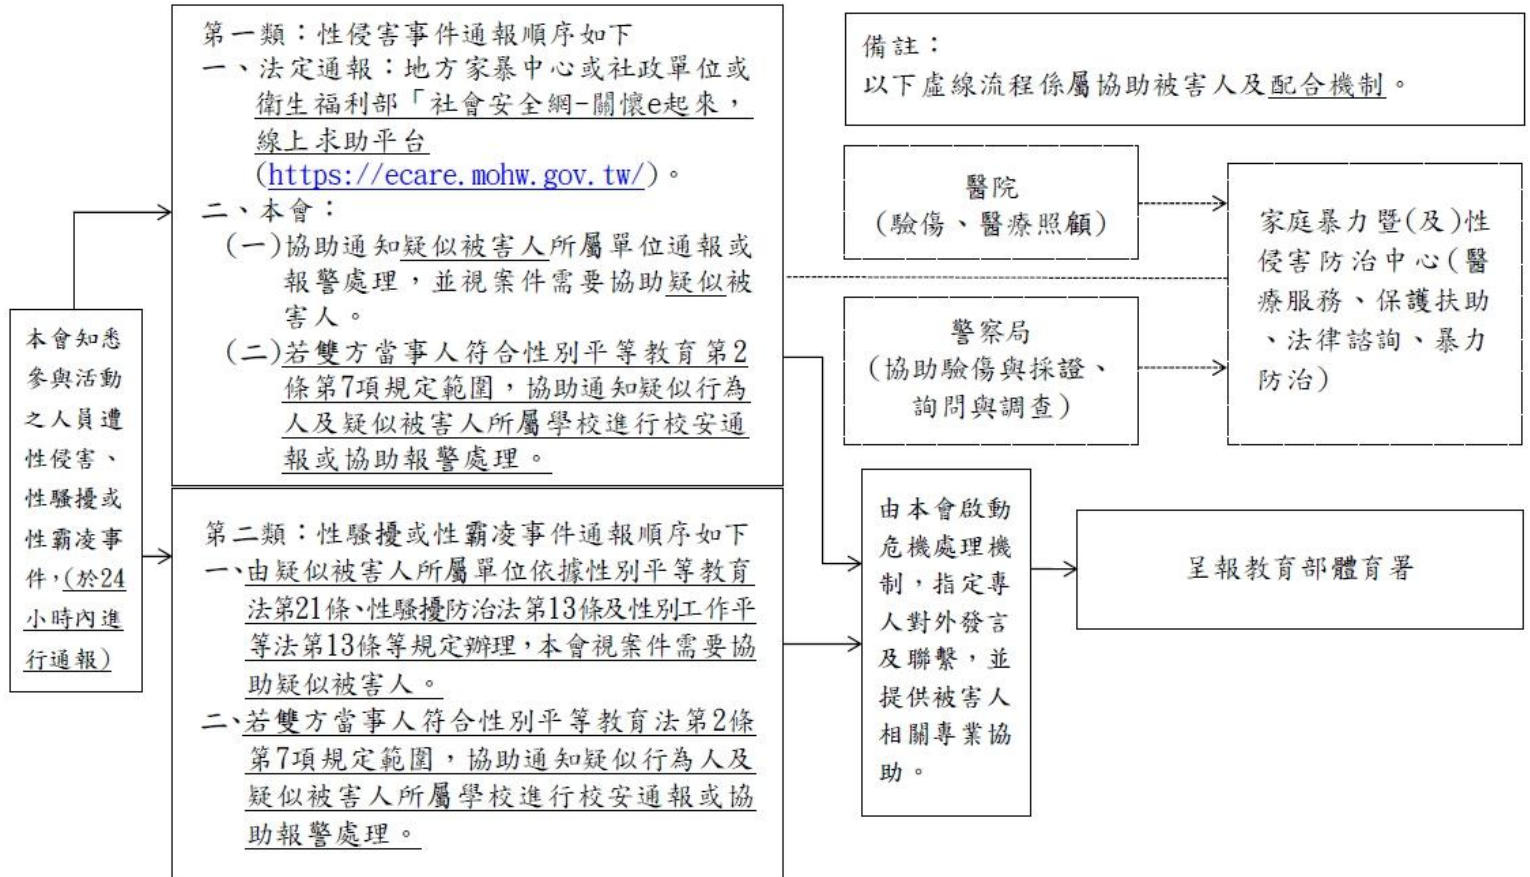 本會知悉
參與活動
之人員遭
性侵害、
性騷擾或
性霸凌事
件，(於24
小時內進
行通報)
第一類：性侵害事件通報順序如下
一、法定通報：地方家暴中心或社政單位或
衛生福利部「社會安全網-關懷e起來，
線上求助平台
(https://ecare.mohw.gov.tw/)。
二、本會：
(一)協助通知疑似被害人所屬單位通報或
報警處理，並視案件需要協助疑似被
害人。
(二)若雙方當事人符合性別平等教育第2
條第7項規定範圍，協助通知疑似行為
人及疑似被害人所屬學校進行校安通
報或協助報警處理。
第二類：性騷擾或性霸凌事件通報順序如下
一、由疑似被害人所屬單位依據性別平等教育
法第21條、性騷擾防治法第13條及性別工作平
等法第13條等規定辦理，本會視案件需要協
助疑似被害人。
二、若雙方當事人符合性別平等教育法第2條
第7項規定範圍，協助通知疑似行為人及
疑似被害人所屬學校進行校安通報或協
助報警處理。
備註：
以下虛線流程係屬協助被害人及配合機制。
醫院
(驗傷、醫療照顧)
警察局
(協助驗傷與採證、
詢問與調查)
家庭暴力暨(及)性
侵害防治中心(醫
療服務、保護扶助
、法律諮詢、暴力
防治)
由本會啟動
危機處理機
制，指定專
人對外發言
及聯繫，並
提供被害人
相關專業協
助。
呈報教育部體育署